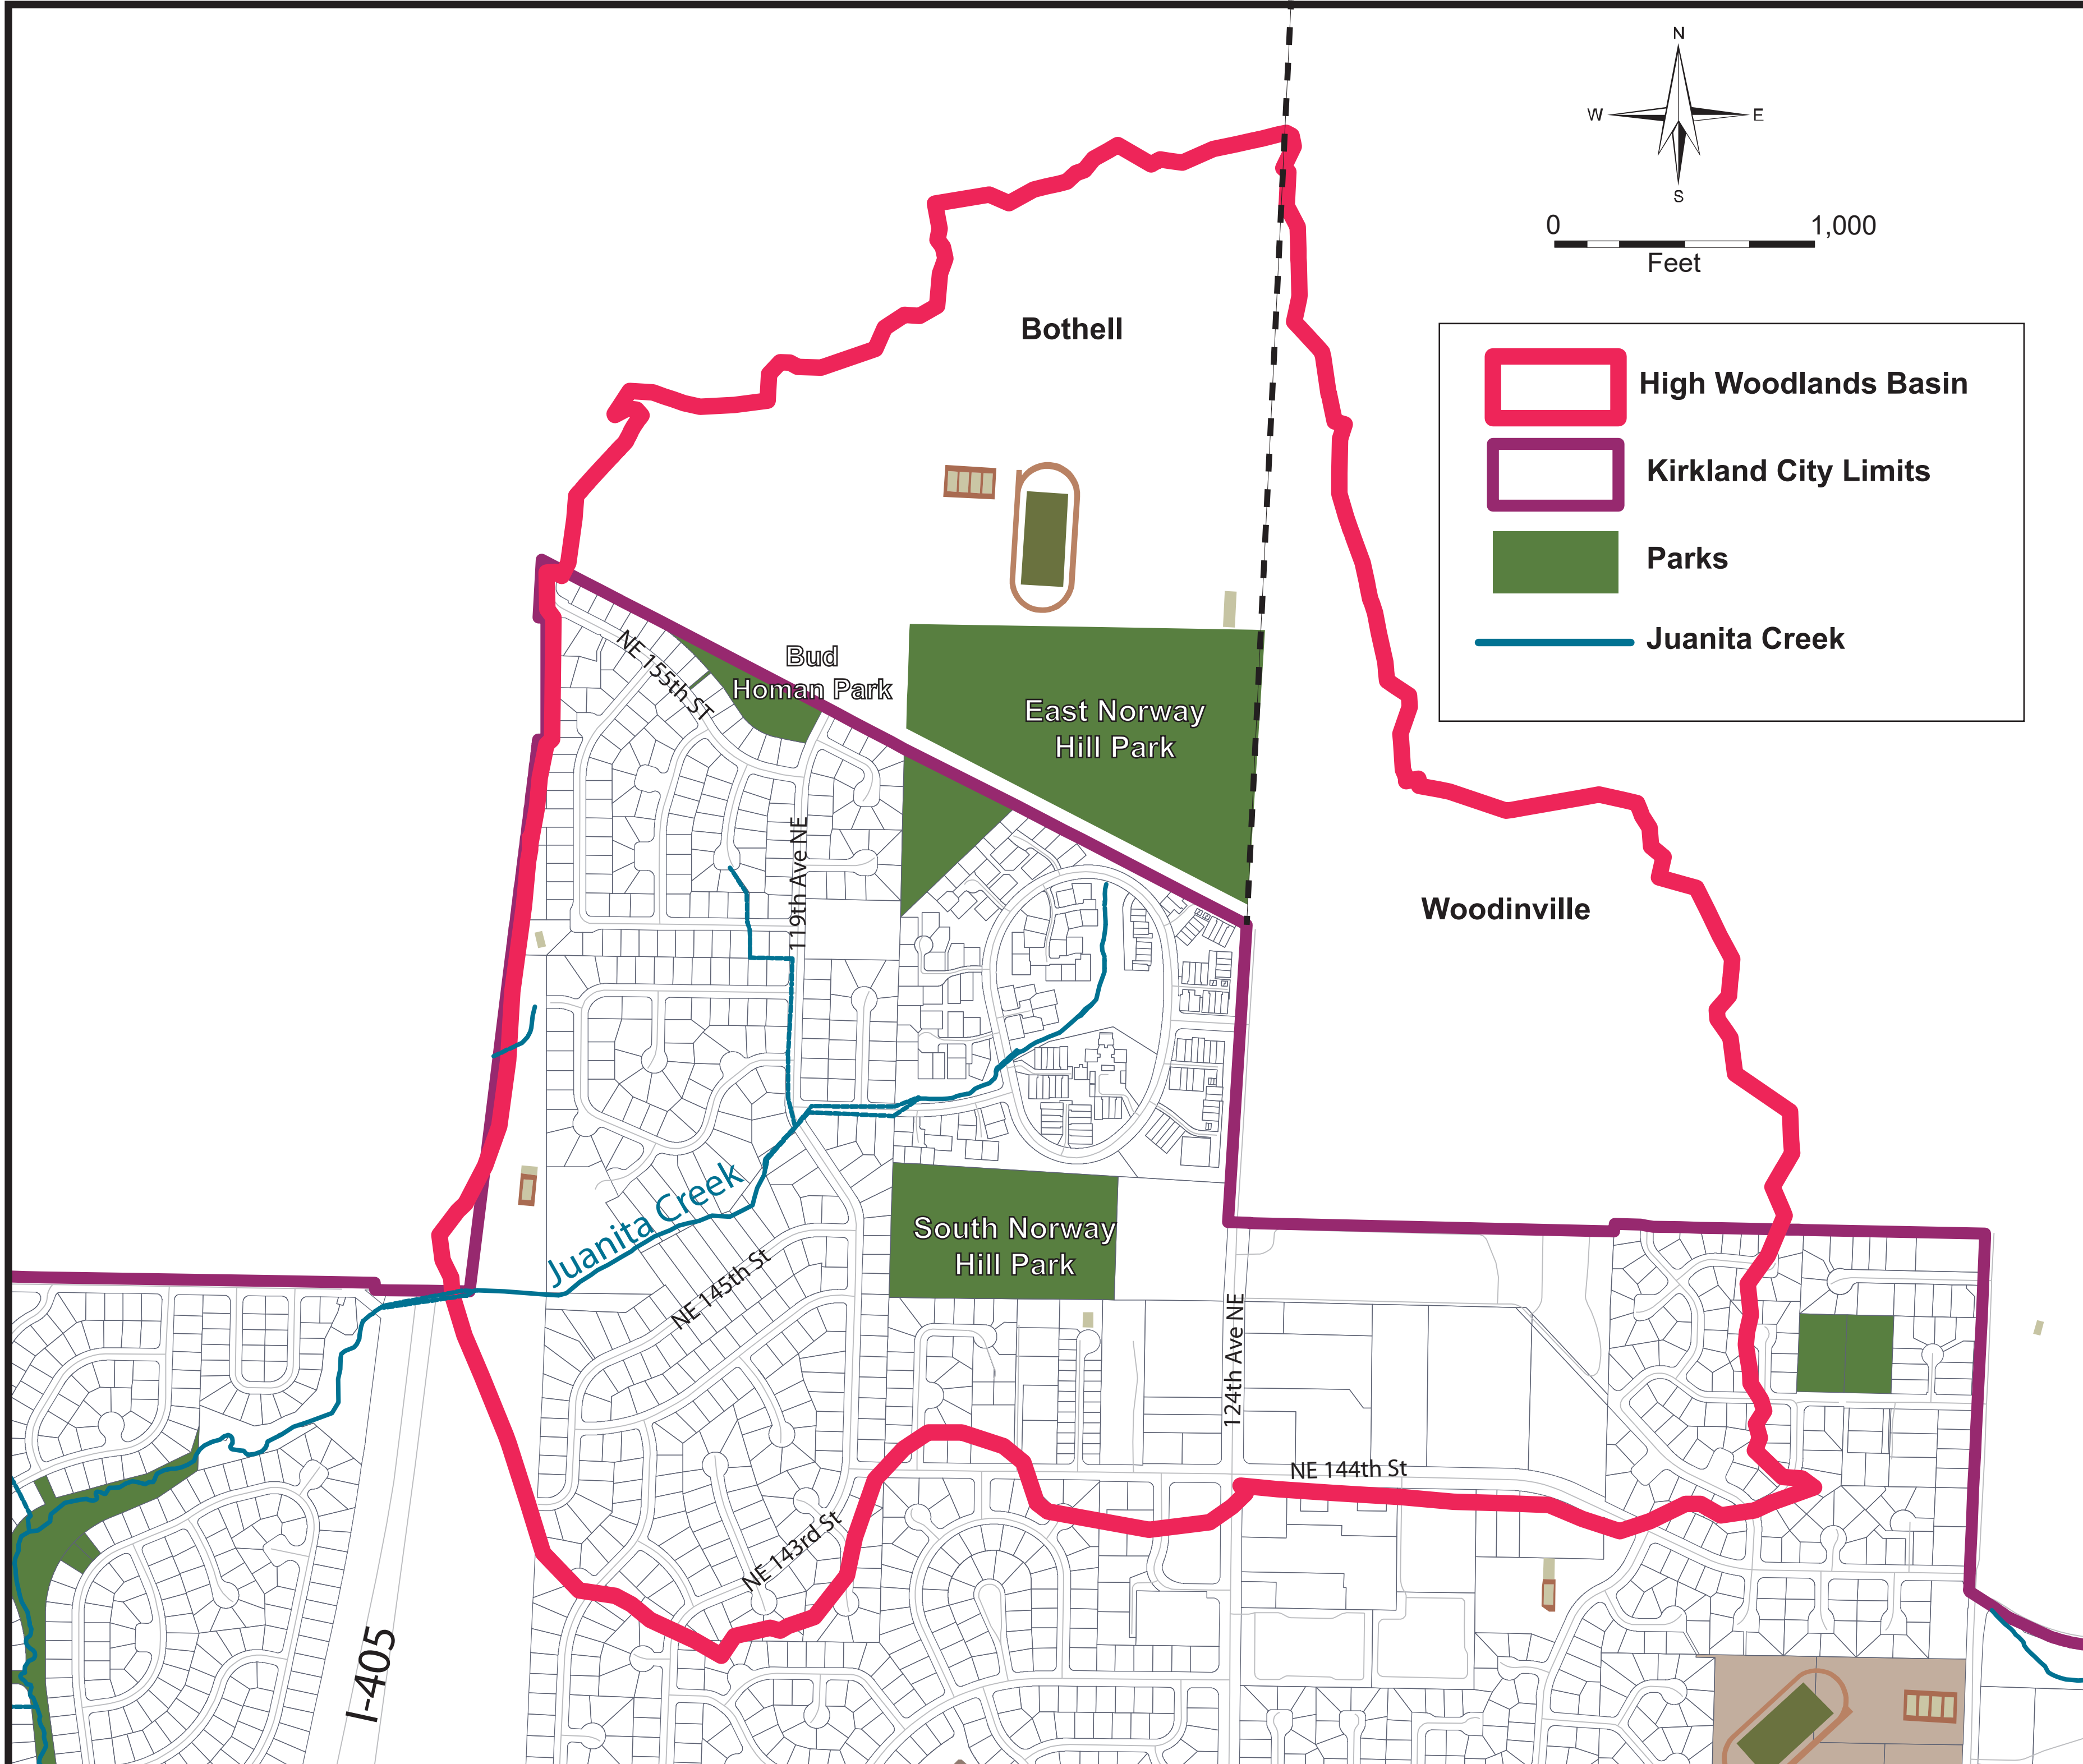 N
W E
S
0 1,000
Feet
Bothell
High Woodlands Basin
Kirkland City Limits
Parks
Juanita Creek
NE 155th ST
Bud
Homan Park
East Norway
Hill Park
119th Ave NE
Woodinville
Juanita Creek
South Norway
Hill Park
NE 145th St
124th Ave NE
NE 144th St
NE 143rd St
I-405